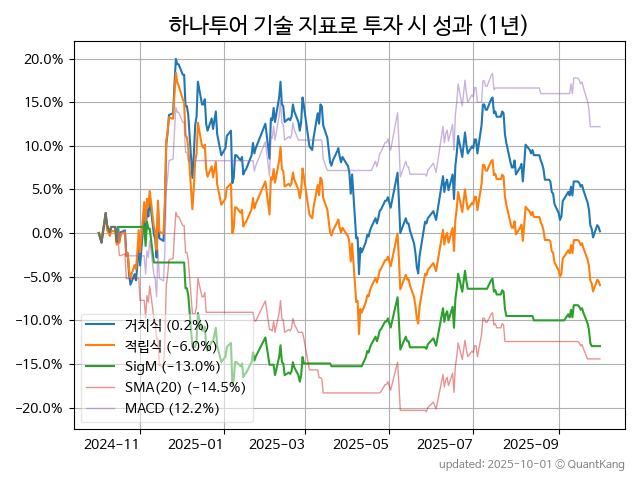 하나투어 기술 지표로 투자 시 성과 (1년)
20.0%
15.0%
10.0%
5.0%
0.0%
−5.0%
−10.0%
−15.0%
−20.0%
거치식 (0.2%)
적립식 (−6.0%)
SigM (−13.0%)
SMA(20) (−14.5%)
MACD (12.2%)
2024-11 2025-01 2025-03 2025-05 2025-07 2025-09
updated: 2025-10-01 © QuantKang